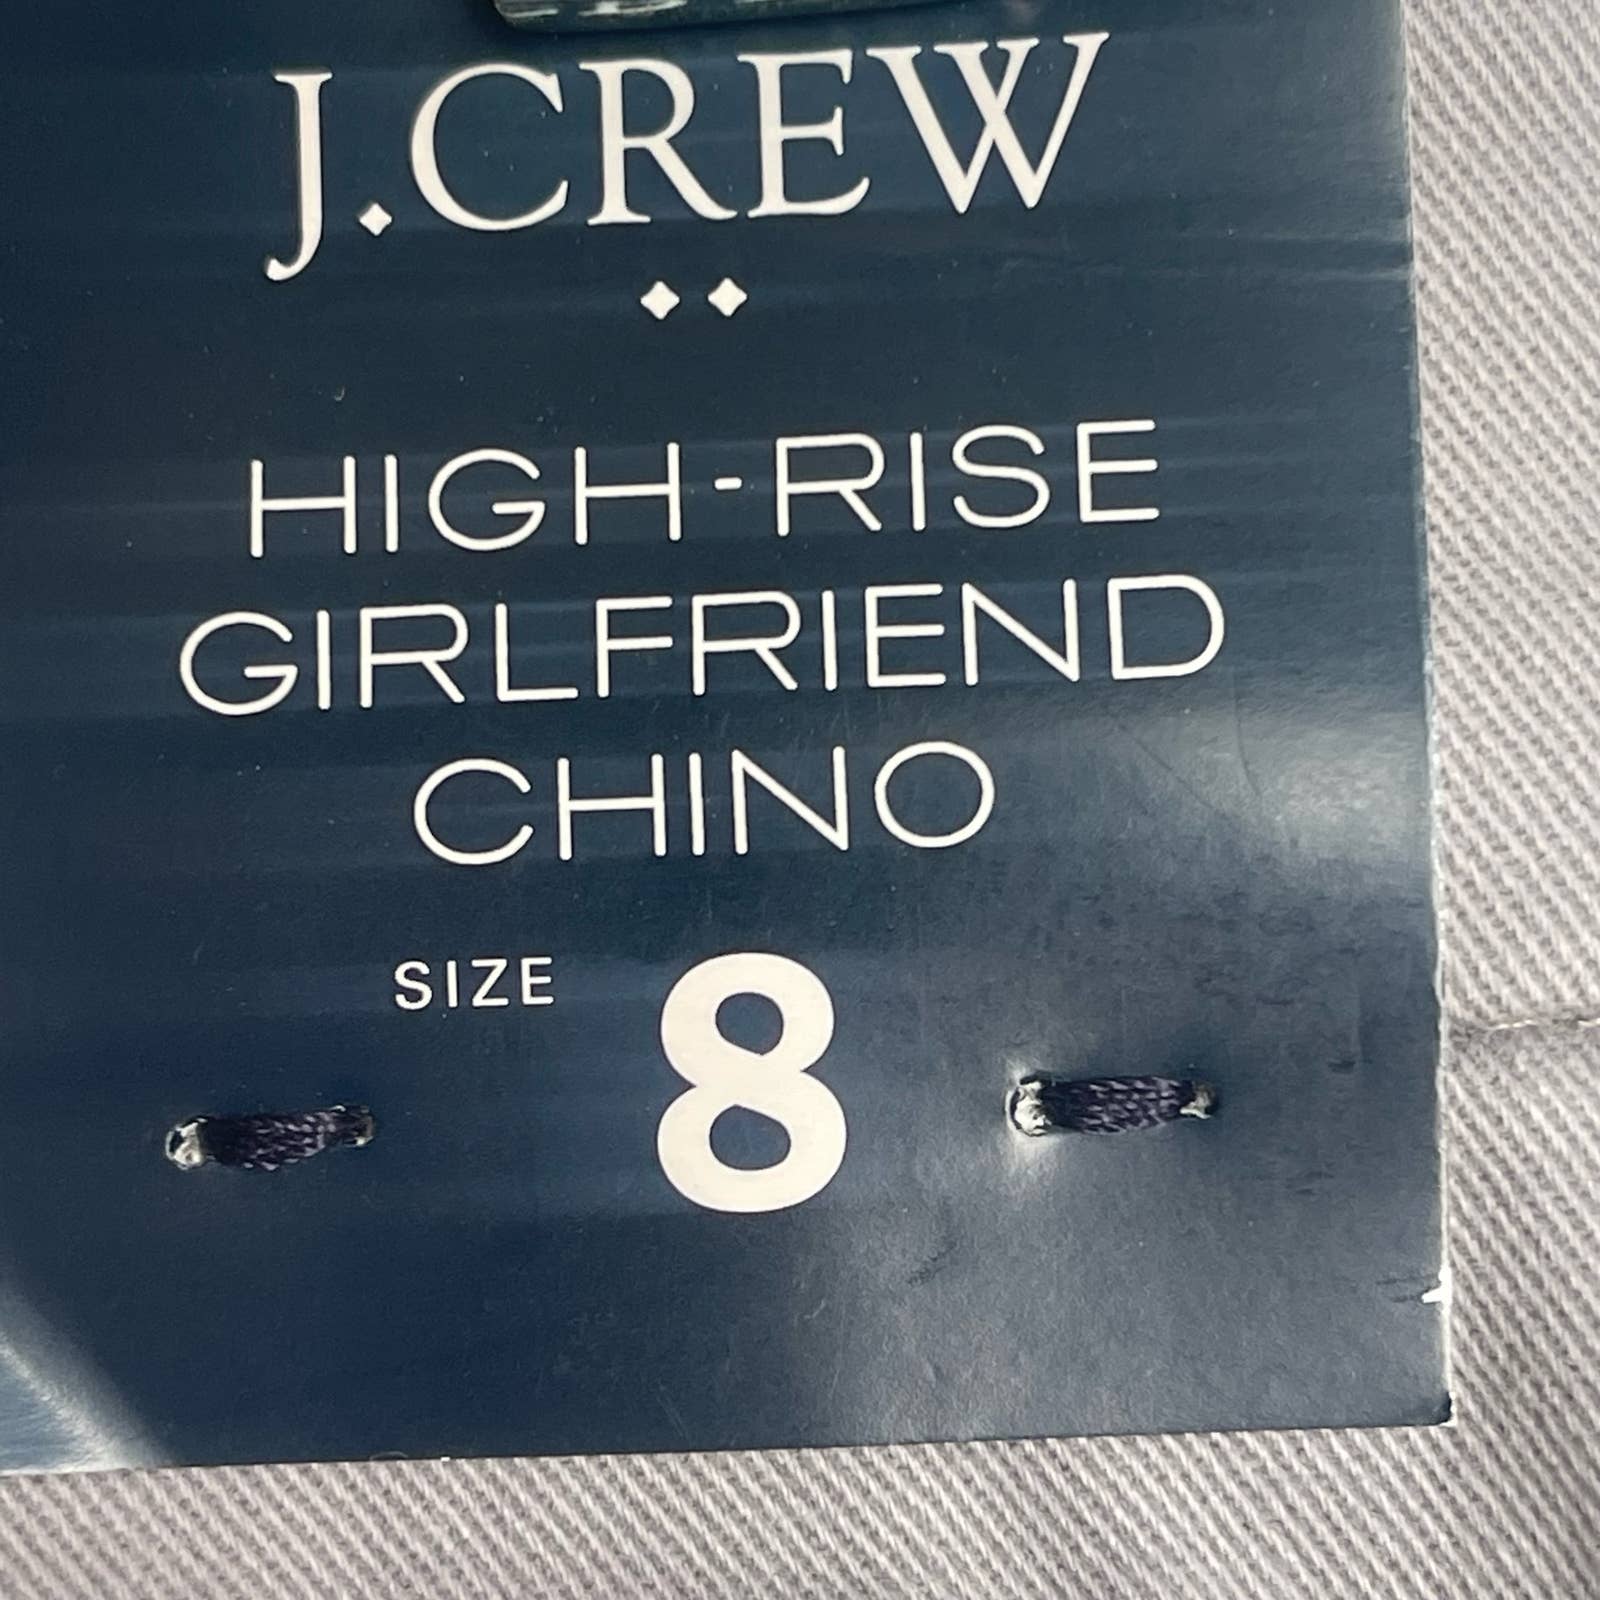 J.CREW
HIGH-RISE
GIRLFRIEND
CHINO
SIZE 8